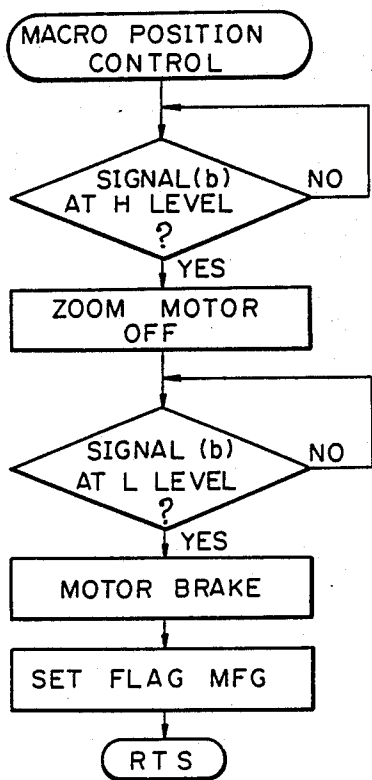 MACRO POSITION
CONTROL
SIGNAL(b)
AT H LEVEL
?
NO
YES
ZOOM MOTOR
OFF
SIGNAL (b)
AT L LEVEL
?
NO
YES
MOTOR BRAKE
SET FLAG MFG
RTS